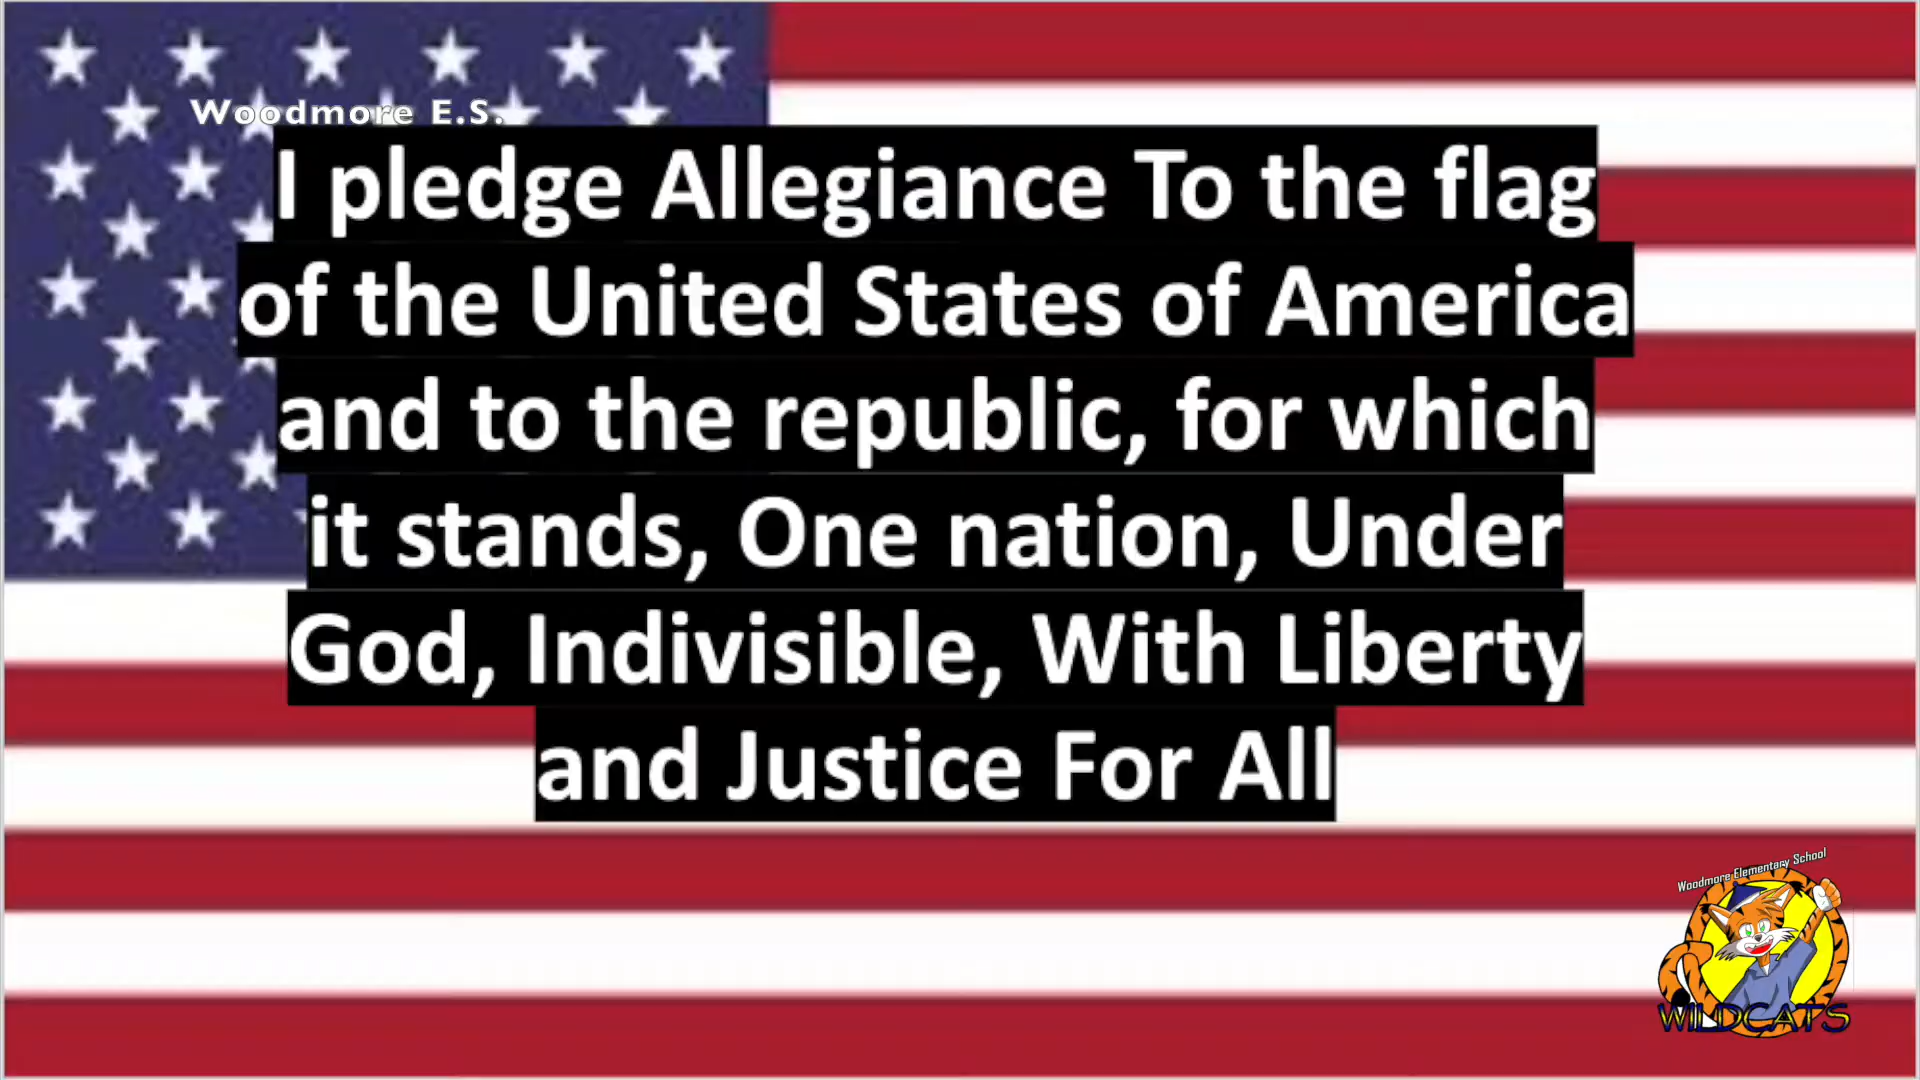 Woodmore E.S.
I pledge Allegiance To the flag
of the United States of America
and to the republic, for which
it stands, One nation, Under
God, Indivisible, With Liberty
and Justice For All
Woodmore Elementary School
WILDCATS